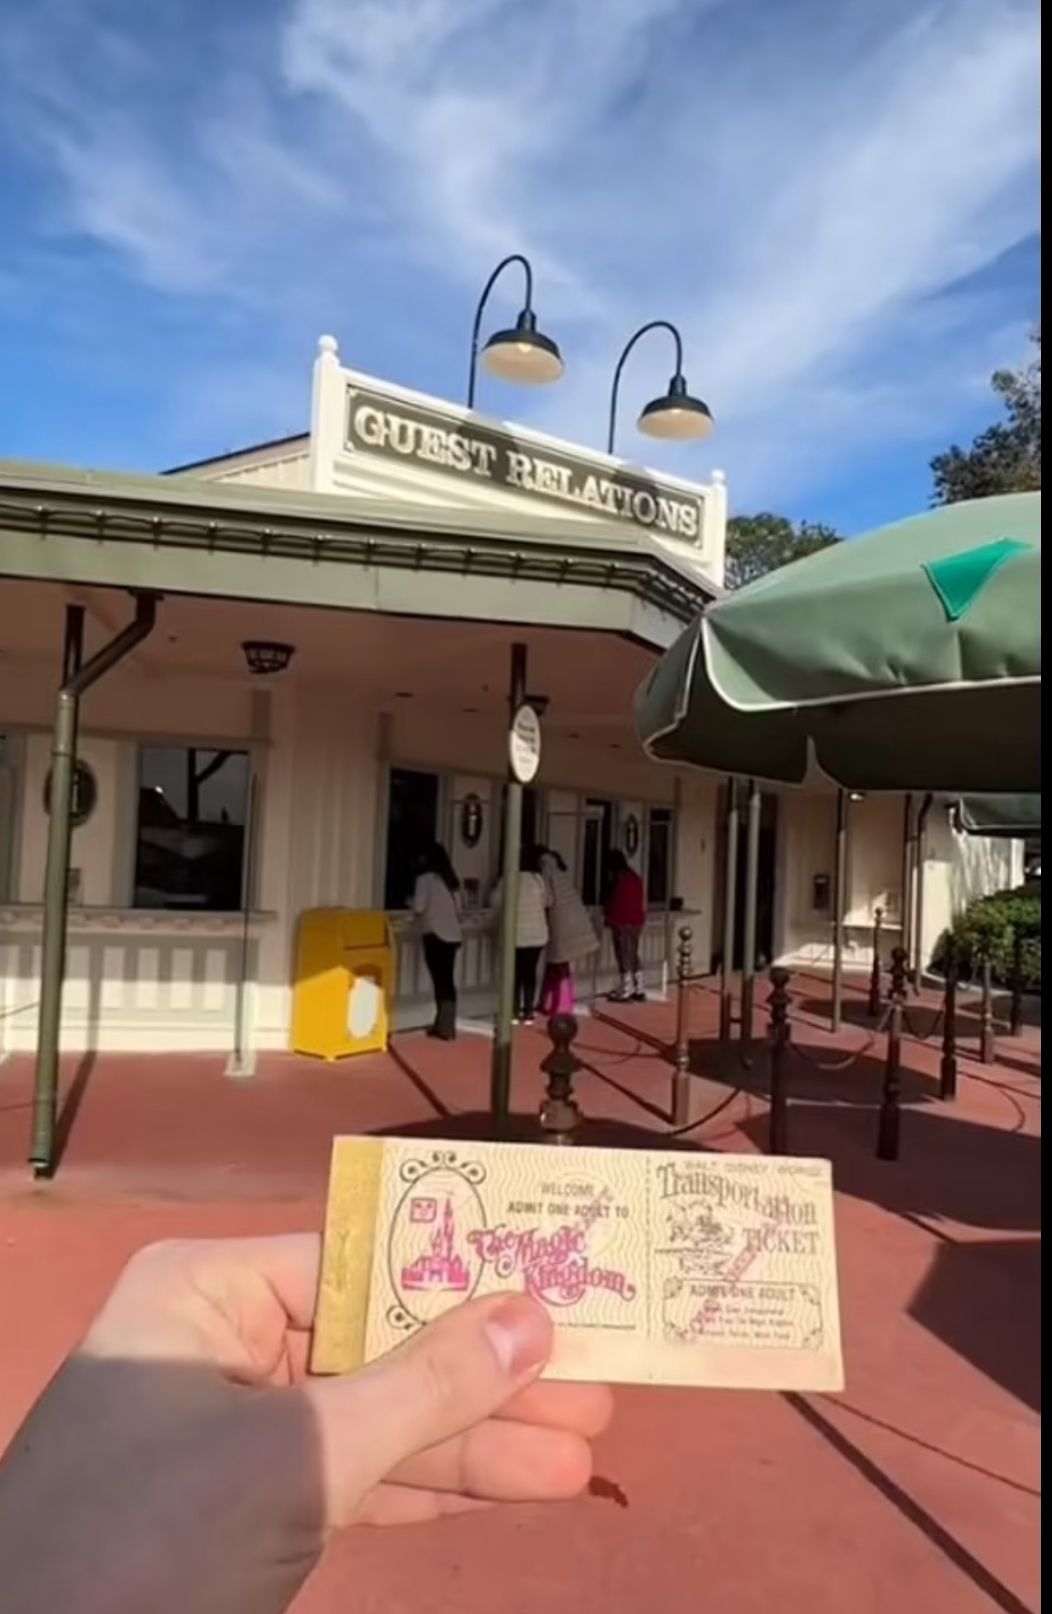 GUEST RELATIONS
WELCOME
ADMIT ONE ADULT TO
The Magic
Kingdom
WALT DISNEY WORLD
Transportation
TICKET
ADMIT ONE ADULT